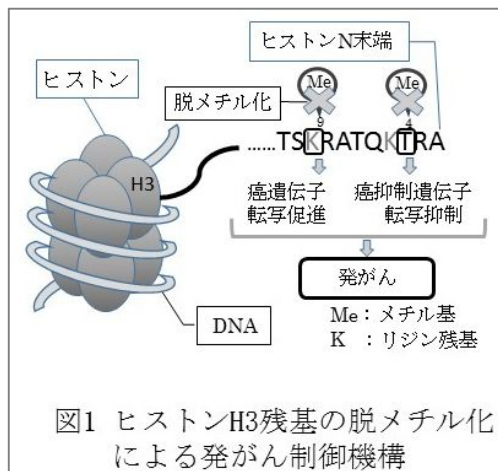 ヒストンN末端
ヒストン
Me
Me
脱メチル化
9
4
……TSKRATQKTRA
H3
癌遺伝子
転写促進
癌抑制遺伝子
転写抑制
発がん
DNA
Me：メチル基
K ：リジン残基
図1 ヒストンH3残基の脱メチル化
による発がん制御機構